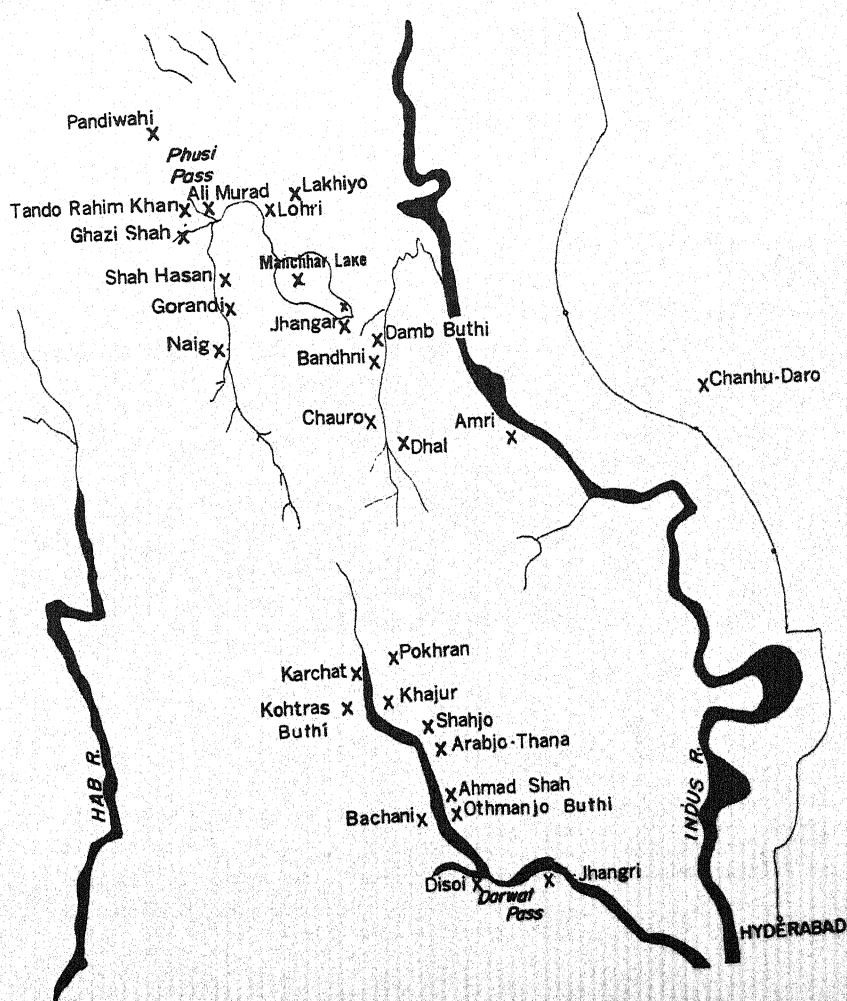 Pandiwahi
Phusi
Pass
Ali Murad
Lakhiyo
Tando Rahim Khan
Lohri
Ghazi Shah
Manchhar Lake
Shah Hasan
Gorandi
Jhangar
Damb Buthi
Naig
Bandhni
Chanhu-Daro
Chauro
Amri
Dhal
Pokhran
Karchat
Khajur
Kohtras
Buthi
Shahjo
Arabjo-Thana
HAB R.
INDUS R.
Ahmad Shah
Othmanjo Buthi
Bachani
Jhangri
Disoi
Darwat
Pass
HYDERABAD